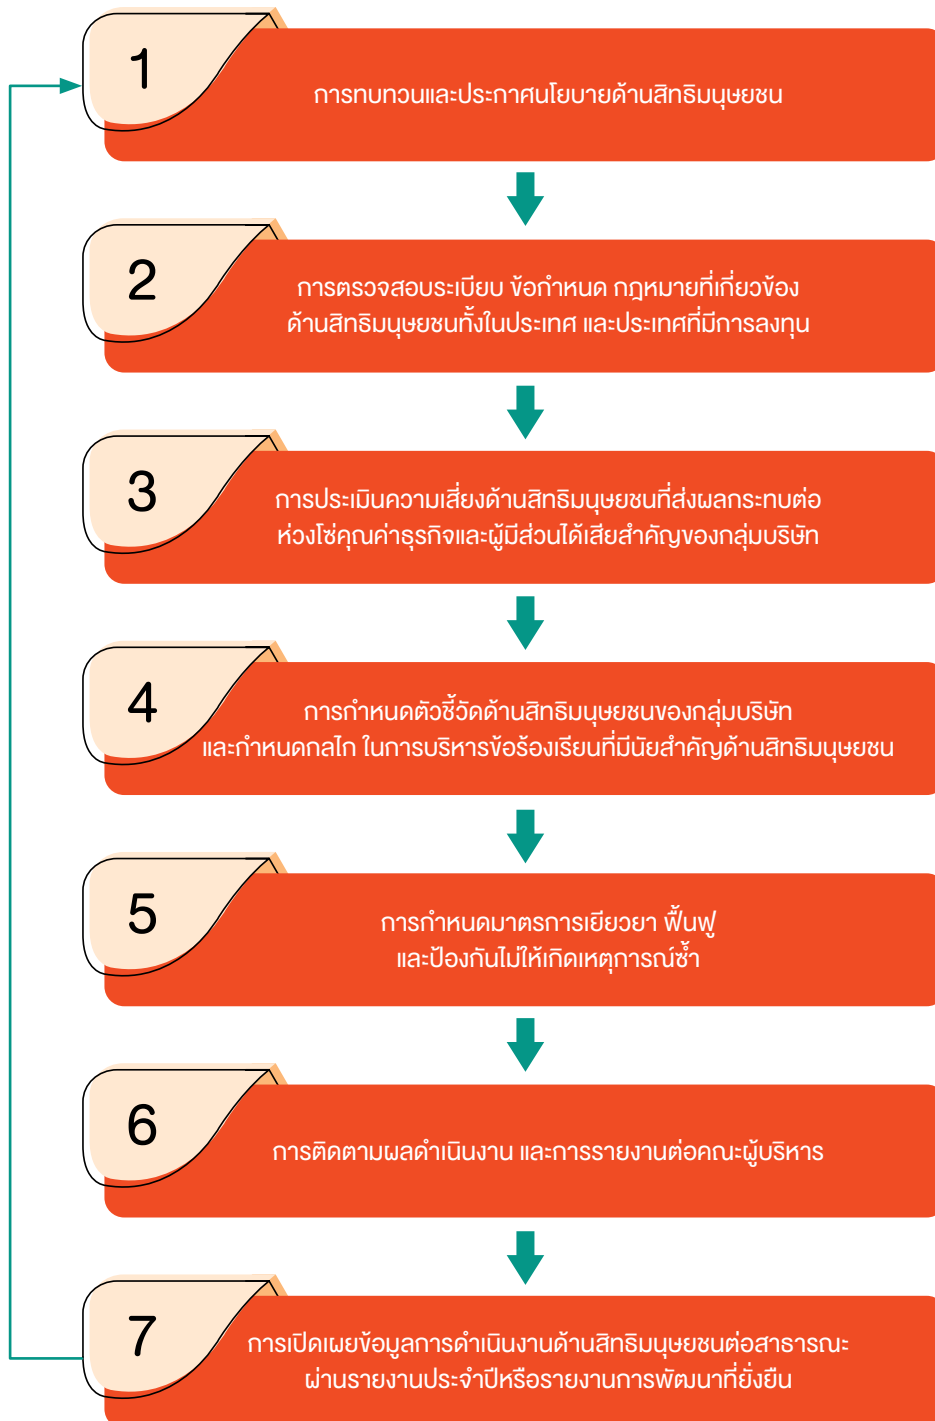 1
การทบทวนและประกาศนโยบายด้านสิทธิมนุษยชน
2
การตรวจสอบระเบียบ ข้อกำหนด กฎหมายที่เกี่ยวข้อง
ด้านสิทธิมนุษยชนทั้งในประเทศ และประเทศที่มีการลงทุน
3
การประเมินความเสี่ยงด้านสิทธิมนุษยชนที่ส่งผลกระทบต่อ
ห่วงโซ่คุณค่าธุรกิจและผู้มีส่วนได้เสียสำคัญของกลุ่มบริษัท
4
การกำหนดตัวชี้วัดด้านสิทธิมนุษยชนของกลุ่มบริษัท
และกำหนดกลไก ในการบริหารข้อร้องเรียนที่มีนัยสำคัญด้านสิทธิมนุษยชน
5
การกำหนดมาตรการเยียวยา ฟื้นฟู
และป้องกันไม่ให้เกิดเหตุการณ์ซ้ำ
6
การติดตามผลดำเนินงาน และการรายงานต่อคณะผู้บริหาร
7
การเปิดเผยข้อมูลการดำเนินงานด้านสิทธิมนุษยชนต่อสาธารณะ
ผ่านรายงานประจำปีหรือรายงานการพัฒนาที่ยั่งยืน